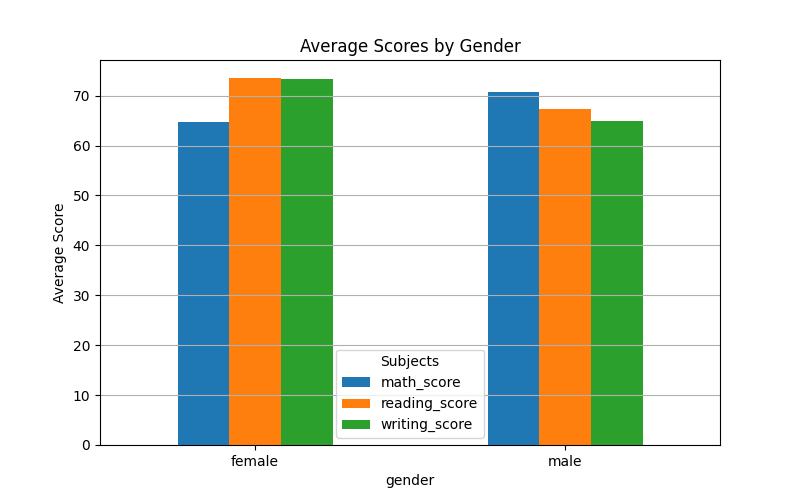 Average Scores by Gender
Average Score
70
60
50
40
30
20
10
0
Subjects
math_score
reading_score
writing_score
female
male
gender